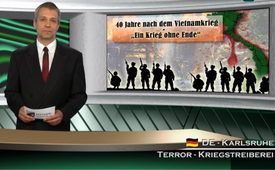 40 Jahre nach dem Vietnamkrieg
„Ein Krieg ohne Ende“
DE - Karlsruhe
Terror - Kriegstreiberei